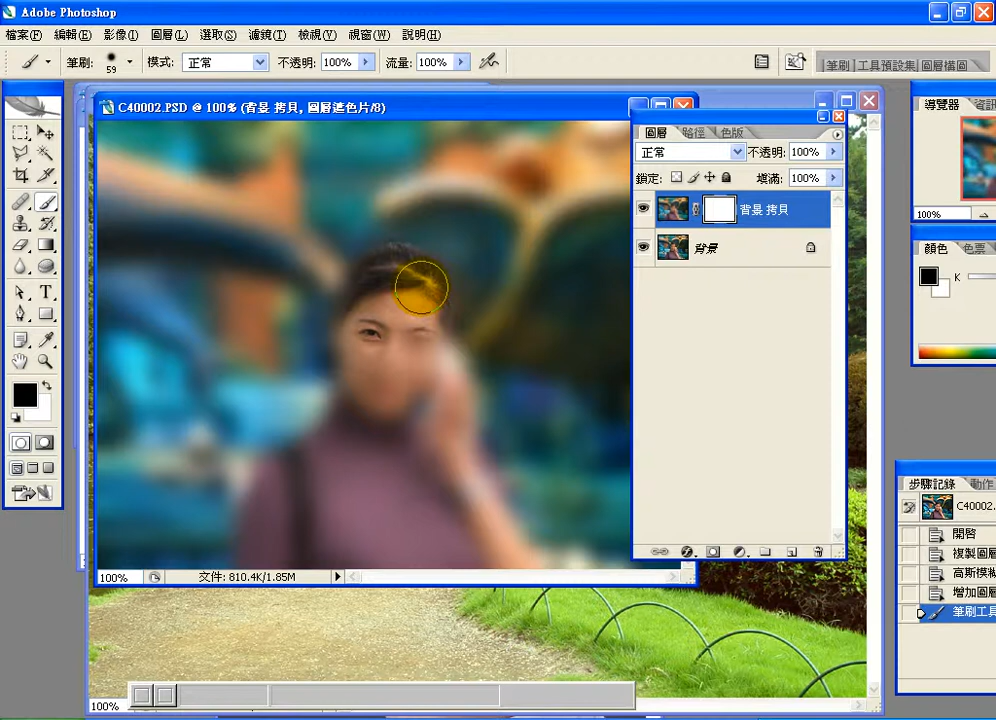 Adobe Photoshop
檔案(F) 編輯(E) 影像(I) 圖層(L) 選取(S) 濾鏡(T) 檢視(V) 視窗(W) 說明(H)
筆刷: 59 模式: 正常 不透明: 100% 流量: 100%
筆刷 工具預設集 圖層構圖
C40002.PSD @ 100% (背景 拷貝, 圖層遮色片/8)
圖層 路徑 色版
正常 不透明: 100%
鎖定: 填滿: 100%
背景 拷貝
背景
導覽器 資訊
100%
顏色 色票
K
步驟記錄 動作
C40002.
開啓
複製圖層
高斯模糊
增加圖層
筆刷工具
100% 文件: 810.4K/1.85M
100%